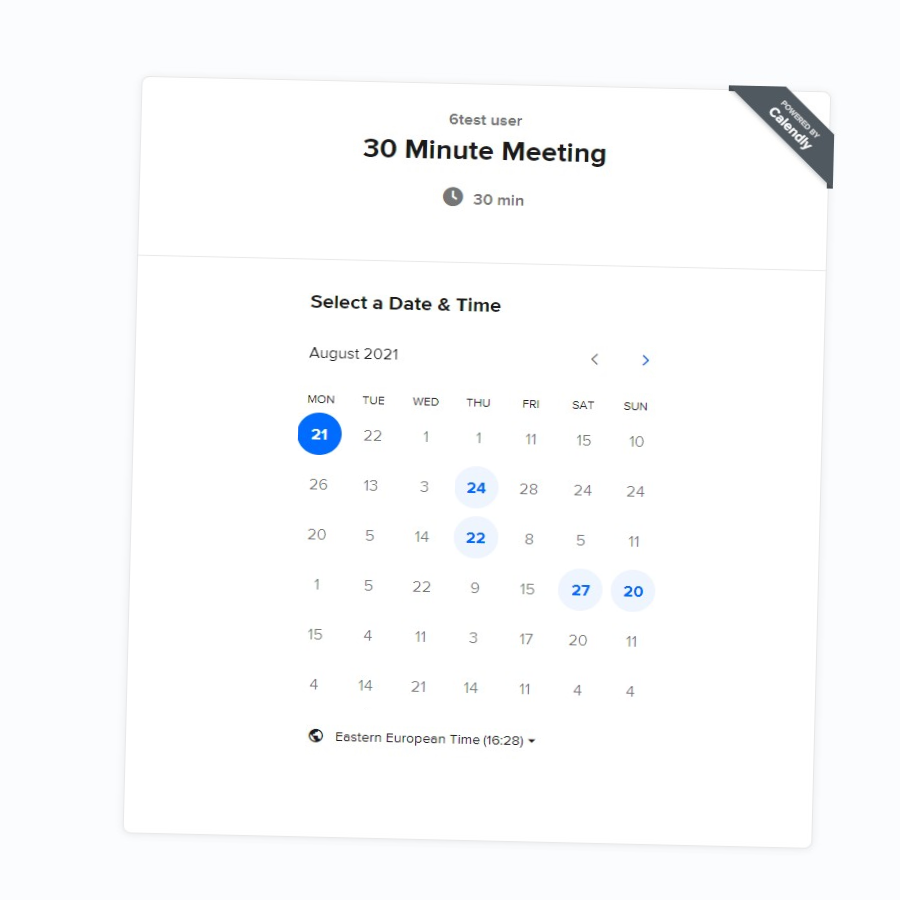 POWERED BY
Calendly
6test user
30 Minute Meeting
30 min
Select a Date & Time
August 2021
MON TUE WED THU FRI SAT SUN
21 22 1 1 11 15 10
26 13 3 24 28 24 24
20 5 14 22 8 5 11
1 5 22 9 15 27 20
15 4 11 3 17 20 11
4 14 21 14 11 4 4
Eastern European Time (16:28)